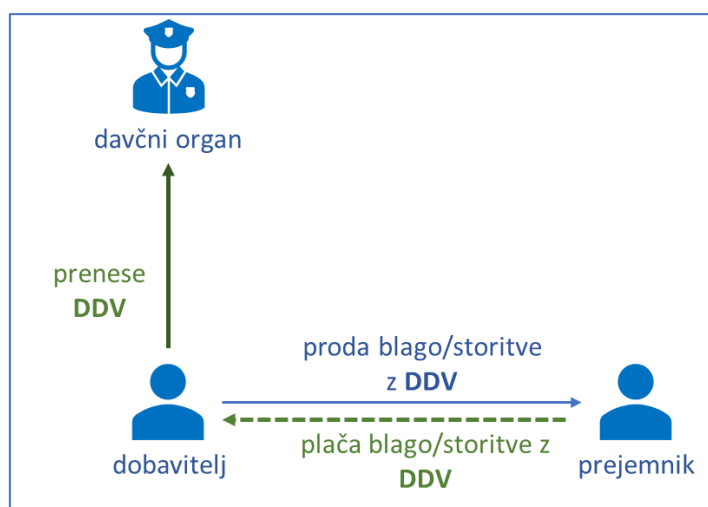 davčni organ
prenese
DDV
proda blago/storitve
z DDV
plača blago/storitve z
DDV
dobavitelj
prejemnik